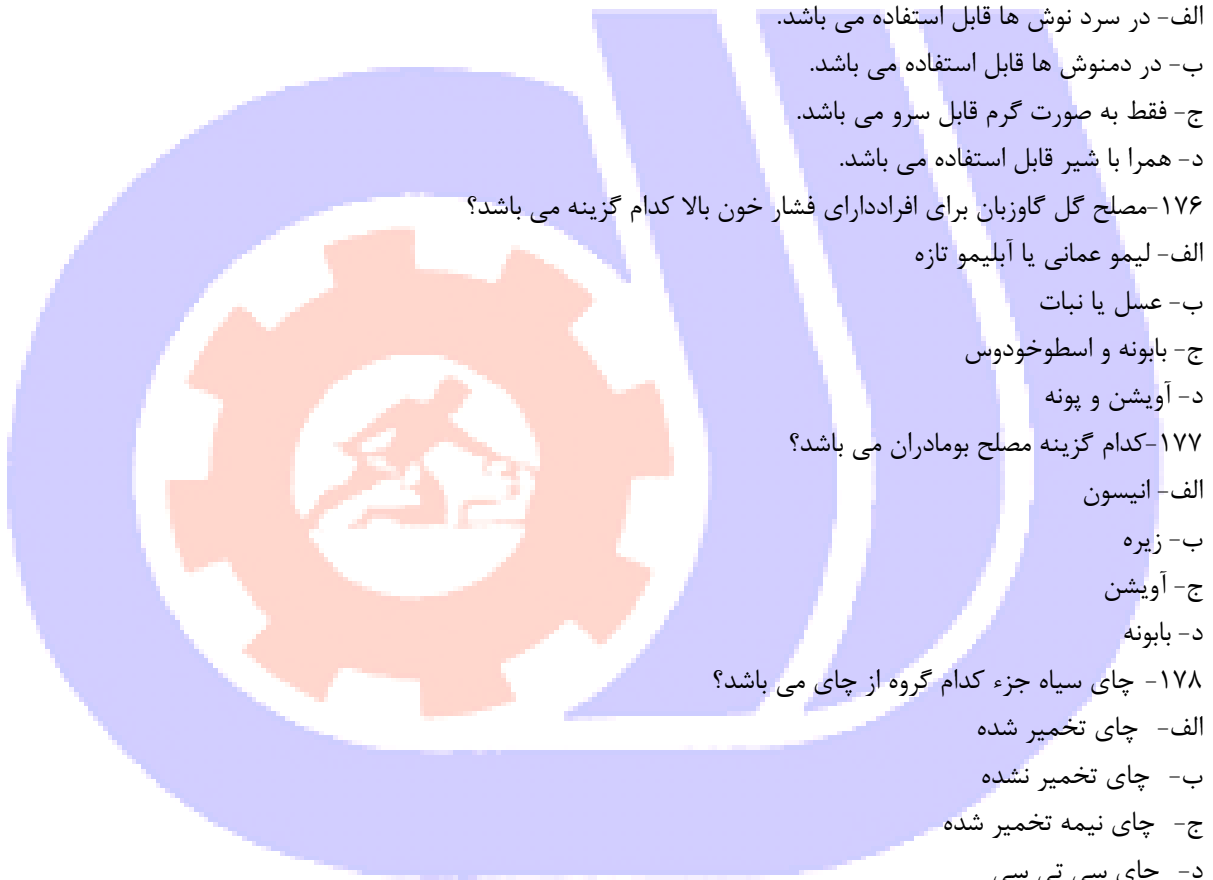 الف- در سرد نوش ها قابل استفاده می باشد.
ب- در دمنوش ها قابل استفاده می باشد.
ج- فقط به صورت گرم قابل سرو می باشد.
د- همرا با شیر قابل استفاده می باشد.
۱۷۶-مصلح گل گاوزبان برای افراددارای فشار خون بالا کدام گزینه می باشد؟
الف- لیمو عمانی یا آبلیمو تازه
ب- عسل یا نبات
ج- بابونه و اسطوخودوس
د- آویشن و پونه
۱۷۷-کدام گزینه مصلح بومادران می باشد؟
الف- انیسون
ب- زیره
ج- آویشن
د- بابونه
۱۷۸- چای سیاه جزء کدام گروه از چای می باشد؟
الف- چای تخمیر شده
ب- چای تخمیر نشده
ج- چای نیمه تخمیر شده
د- چای سی تی سی